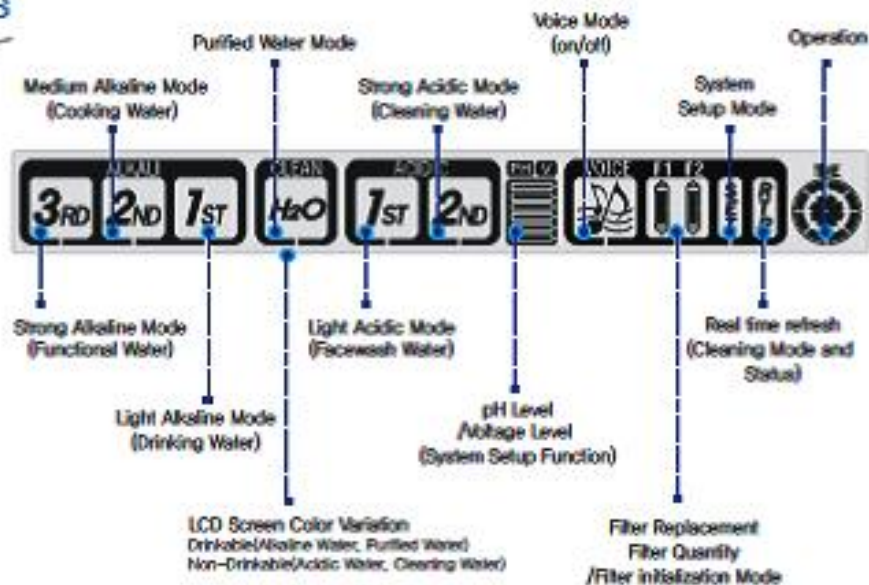 Voice Mode
(on/off)
Operation
Purified Water Mode
Medium Alkaline Mode
(Cooking Water)
Strong Acidic Mode
(Cleaning Water)
System
Setup Mode
ALKALI
CLEAN
ACIDIC
PH V
VOICE
F1 F2
3RD
2ND
1ST
H2O
1ST
2ND
Strong Alkaline Mode
(Functional Water)
Light Acidic Mode
(Facewash Water)
Real time refresh
(Cleaning Mode and
Status)
Light Alkaline Mode
(Drinking Water)
pH Level
/Voltage Level
(System Setup Function)
LCD Screen Color Variation
Drinkable(Alkaline Water, Purified Water)
Non-Drinkable(Acidic Water, Cleaning Water)
Filter Replacement
Filter Quantity
/Filter initialization Mode